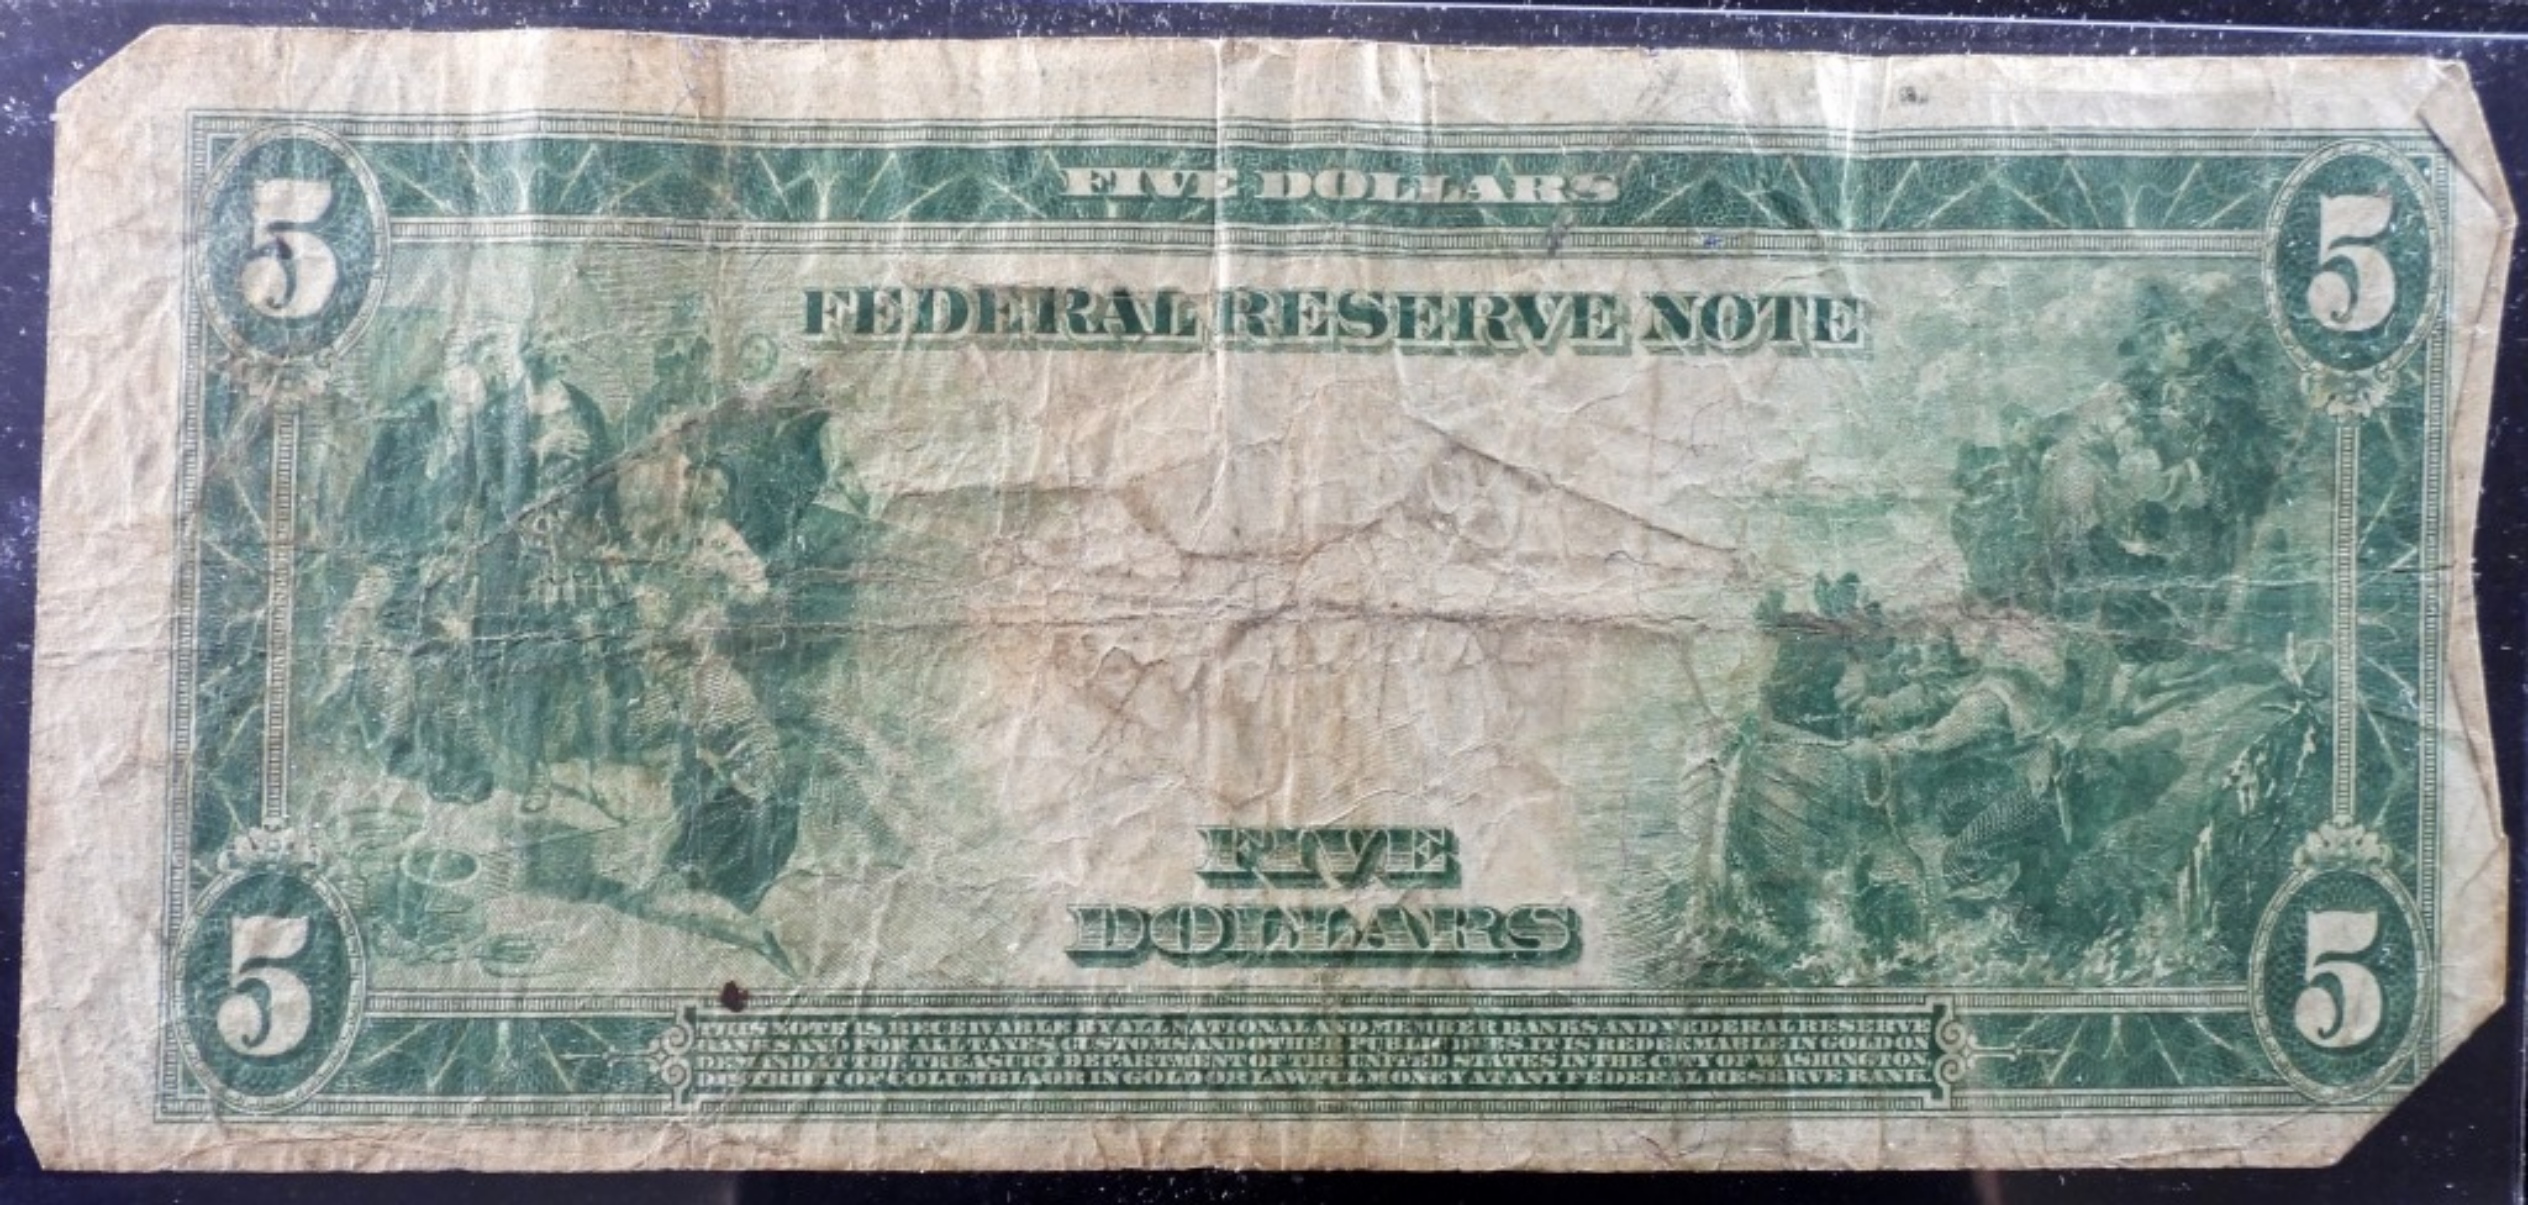 FIVE DOLLARS
5 5
FEDERAL RESERVE NOTE
FIVE
DOLLARS
5 5
THIS NOTE IS RECEIVABLE BY ALL NATIONAL AND MEMBER BANKS AND FEDERAL RESERVE
BANKS AND FOR ALL TAXES, CUSTOMS AND OTHER PUBLIC DUES. IT IS REDEEMABLE IN GOLD ON
DEMAND AT THE TREASURY DEPARTMENT OF THE UNITED STATES IN THE CITY OF WASHINGTON,
DISTRICT OF COLUMBIA OR IN GOLD OR LAWFUL MONEY AT ANY FEDERAL RESERVE BANK.